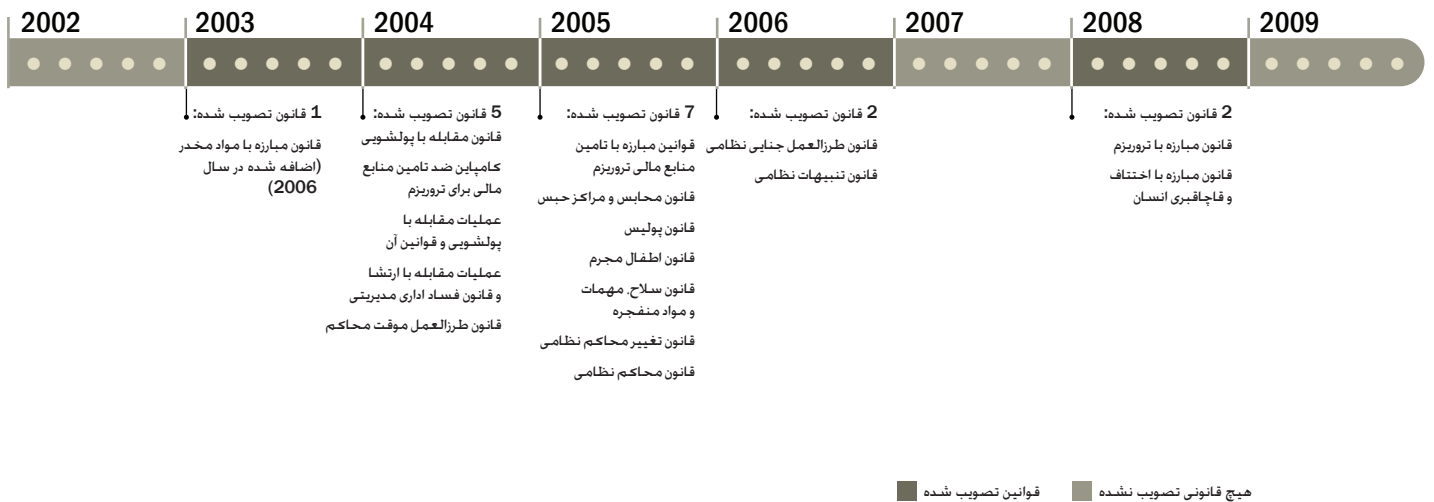 2002
2003
2004
2005
2006
2007
2008
2009
1 قانون تصویب شده:
قانون مبارزه با مواد مخدر
(اضافه شده در سال
2006)
5 قانون تصویب شده:
قانون مقابله با پولشویی
کامپاین ضد تامین منابع
مالی برای تروریزم
عملیات مقابله با
پولشویی و قوانین آن
عملیات مقابله با ارتشا
و قانون فساد اداری مدیریتی
قانون طرزالعمل موقت محاکم
7 قانون تصویب شده:
قوانین مبارزه با تامین
منابع مالی تروریزم
قانون محابس و مراکز حبس
قانون پولیس
قانون اطفال مجرم
قانون سلاح، مهمات
و مواد منفجره
قانون تغییر محاکم نظامی
قانون محاکم نظامی
2 قانون تصویب شده:
قانون طرزالعمل جنایی نظامی
قانون تنبیهات نظامی
2 قانون تصویب شده:
قانون مبارزه با تروریزم
قانون مبارزه با اختتاف
و قاچاقبری انسان
هیچ قانونی تصویب نشده
قوانین تصویب شده